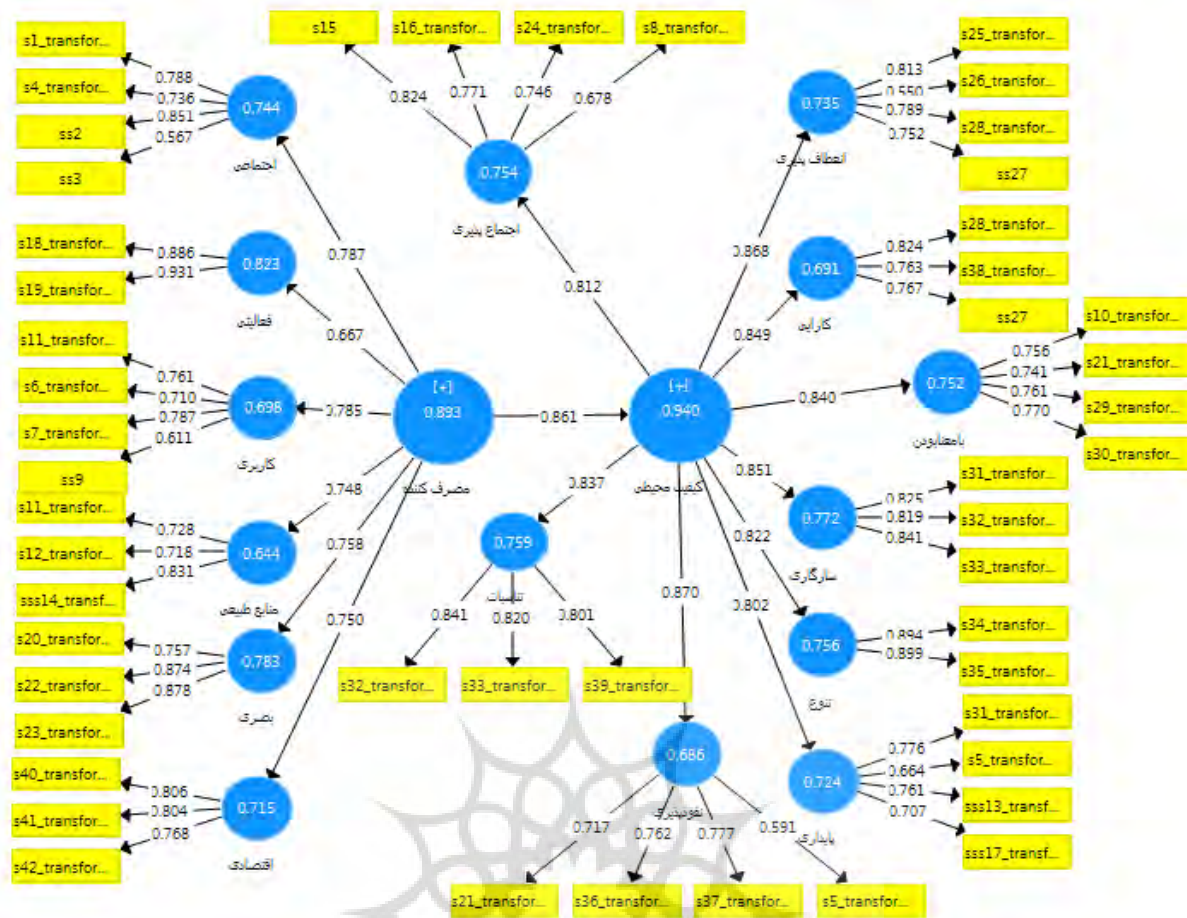 s15
s16_transfor...
s24_transfor...
s8_transfor...
0.824
0.771
0.746
0.678
0.754
اجتماع پذیری
s1_transfor...
s4_transfor...
ss2
ss3
0.788
0.736
0.851
0.567
0.744
اجتماعی
s18_transfor...
s19_transfor...
0.886
0.931
0.823
فعالیتی
s11_transfor...
s6_transfor...
s7_transfor...
ss9
0.761
0.710
0.787
0.611
0.698
کاربری
s11_transfor...
s12_transfor...
sss14_transf...
0.728
0.718
0.831
0.644
منابع طبیعی
s20_transfor...
s22_transfor...
s23_transfor...
0.757
0.874
0.878
0.783
بصری
s40_transfor...
s41_transfor...
s42_transfor...
0.806
0.804
0.768
0.715
اقتصادی
0.787
0.667
0.785
0.748
0.758
0.750
[+]
0.893
مصرف کننده
0.861
[+]
0.940
کیفیت محیطی
0.812
0.868
0.849
0.840
0.851
0.822
0.802
0.870
0.837
0.759
تناسبات
0.841
0.820
0.801
s32_transfor...
s33_transfor...
s39_transfor...
0.686
نفوذپذیری
0.717
0.762
0.777
0.591
s21_transfor...
s36_transfor...
s37_transfor...
s5_transfor...
0.735
انعطاف پذیری
0.813
0.550
0.789
0.752
s25_transfor...
s26_transfor...
s28_transfor...
ss27
0.691
کارایی
0.824
0.763
0.767
s28_transfor...
s38_transfor...
ss27
0.752
بامعنابودن
0.756
0.741
0.761
0.770
s10_transfor...
s21_transfor...
s29_transfor...
s30_transfor...
0.772
سازگاری
0.825
0.819
0.841
s31_transfor...
s32_transfor...
s33_transfor...
0.756
تنوع
0.894
0.899
s34_transfor...
s35_transfor...
0.724
پایداری
0.776
0.664
0.761
0.707
s31_transfor...
s5_transfor...
sss13_transf...
sss17_transf...